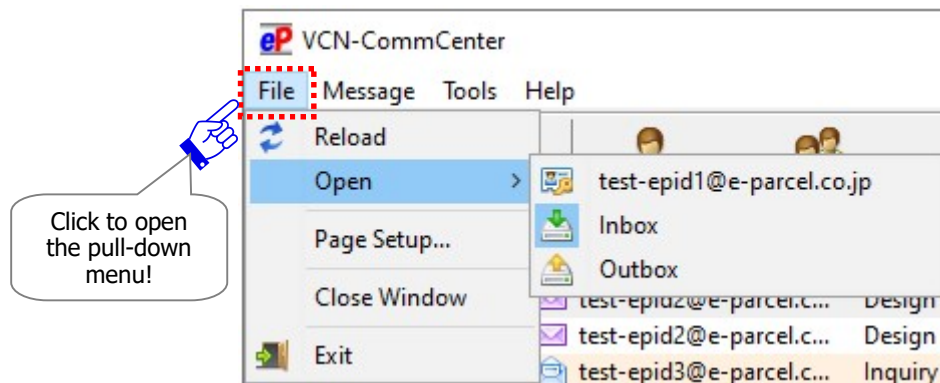 eP VCN-CommCenter
File Message Tools Help
Reload
Open > test-epid1@e-parcel.co.jp
Inbox
Page Setup...
Outbox
Click to open
the pull-down
menu!
Close Window test-epid2@e-parcel.c... Design
test-epid2@e-parcel.c... Design
Exit
test-epid3@e-parcel.c... Inquiry